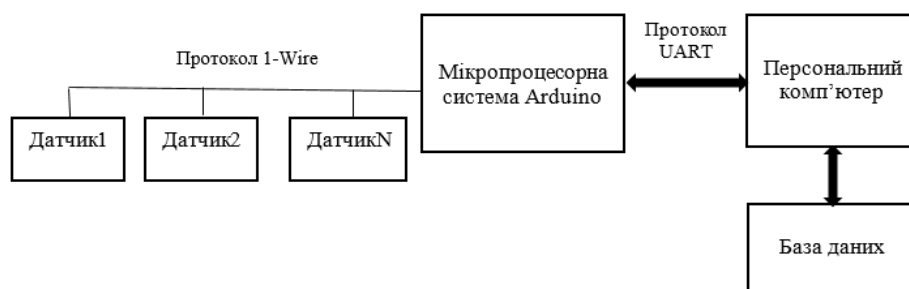 Протокол 1-Wire
Датчик1
Датчик2
ДатчикN
Мікропроцесорна
система Arduino
Протокол
UART
Персональний
комп’ютер
База даних